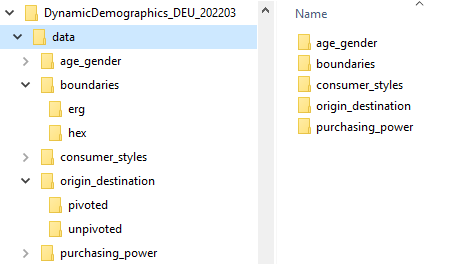 DynamicDemographics_DEU_202203
data
age_gender
boundaries
erg
hex
consumer_styles
origin_destination
pivoted
unpivoted
purchasing_power
Name
age_gender
boundaries
consumer_styles
origin_destination
purchasing_power